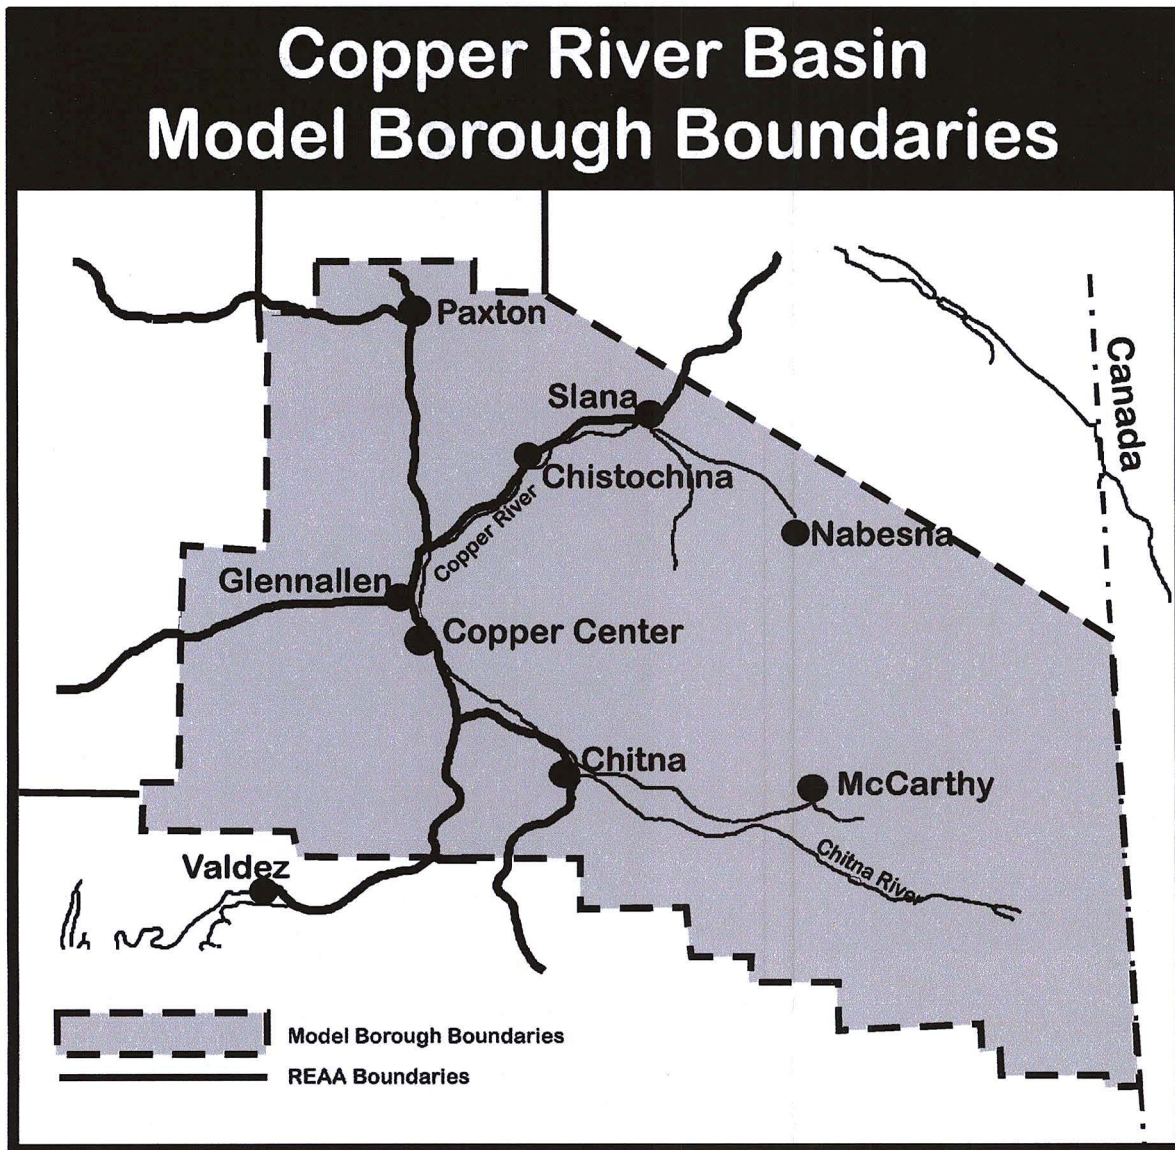 Copper River Basin
Model Borough Boundaries
Paxton
Canada
Slana
Chistochina
Copper River
Nabesna
Glennallen
Copper Center
Chitna
McCarthy
Chitna River
Valdez
Model Borough Boundaries
REAA Boundaries